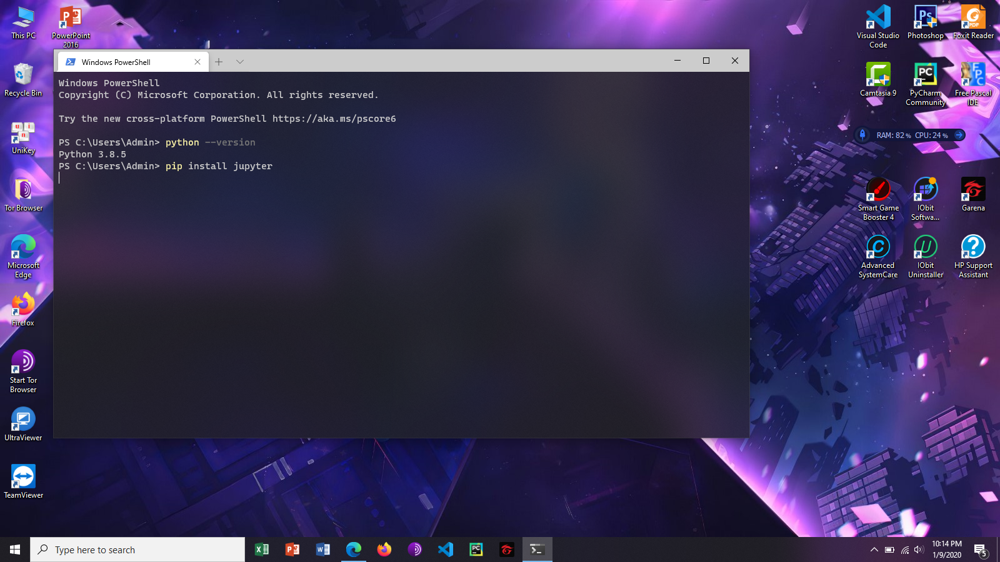 This PC
PowerPoint
2016
Recycle Bin
UniKey
Tor Browser
Microsoft
Edge
Firefox
Start Tor
Browser
UltraViewer
TeamViewer
Windows PowerShell
Windows PowerShell
Copyright (C) Microsoft Corporation. All rights reserved.
Try the new cross-platform PowerShell https://aka.ms/pscore6
PS C:\Users\Admin> python --version
Python 3.8.5
PS C:\Users\Admin> pip install jupyter
Visual Studio
Code
Ps
Photoshop
PDF
Foxit Reader
Camtasia 9
PC
PyCharm
Community
FPC
Free Pascal
IDE
RAM: 82% CPU: 24%
Smart Game
Booster 4
IObit
Softwa...
Garena
Advanced
SystemCare
IObit
Uninstaller
HP Support
Assistant
Type here to search
10:14 PM
1/9/2020
5